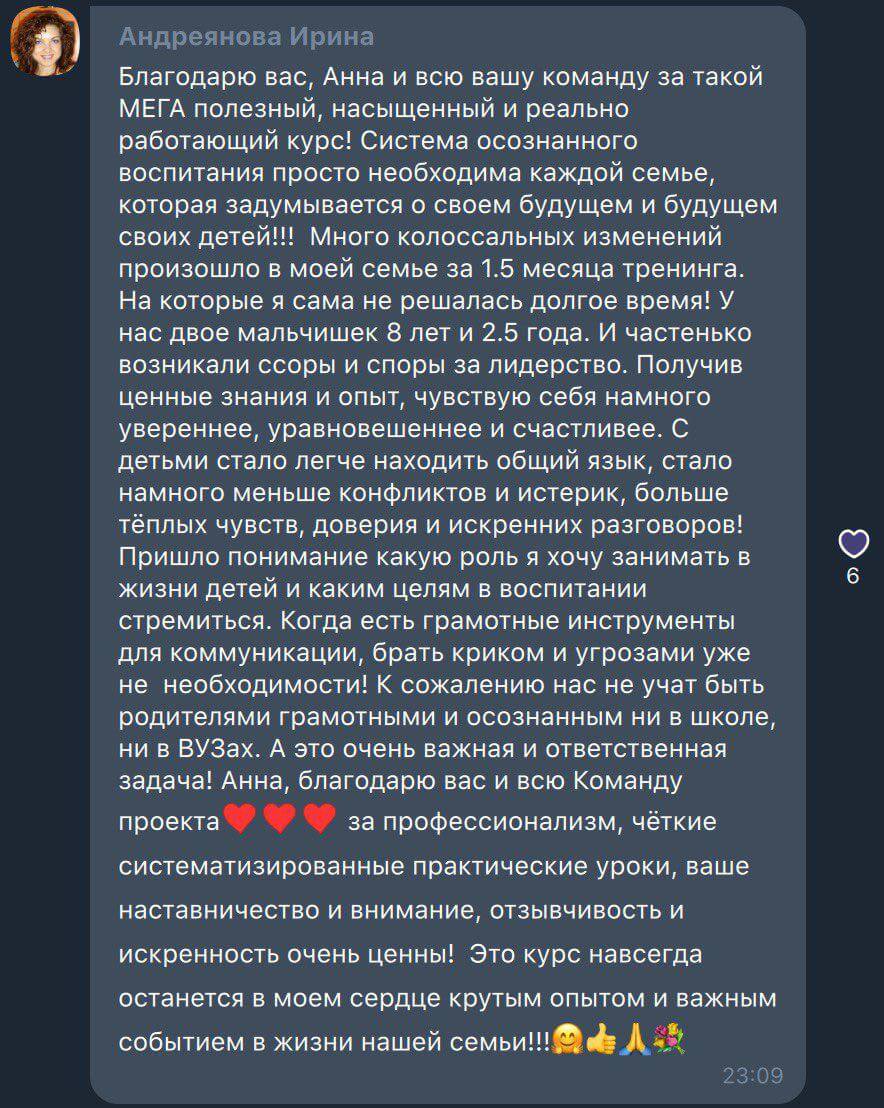 Андреянова Ирина
Благодарю вас, Анна и всю вашу команду за такой
МЕГА полезный, насыщенный и реально
работающий курс! Система осознанного
воспитания просто необходима каждой семье,
которая задумывается о своем будущем и будущем
своих детей!!!  Много колоссальных изменений
произошло в моей семье за 1.5 месяца тренинга.
На которые я сама не решалась долгое время! У
нас двое мальчишек 8 лет и 2.5 года. И частенько
возникали ссоры и споры за лидерство. Получив
ценные знания и опыт, чувствую себя намного
увереннее, уравновешеннее и счастливее. С
детьми стало легче находить общий язык, стало
намного меньше конфликтов и истерик, больше
тёплых чувств, доверия и искренних разговоров!
Пришло понимание какую роль я хочу занимать в
жизни детей и каким целям в воспитании
стремиться. Когда есть грамотные инструменты
для коммуникации, брать криком и угрозами уже
не  необходимости! К сожалению нас не учат быть
родителями грамотными и осознанным ни в школе,
ни в ВУЗах. А это очень важная и ответственная
задача! Анна, благодарю вас и всю Команду
проекта❤️❤️❤️ за профессионализм, чёткие
систематизированные практические уроки, ваше
наставничество и внимание, отзывчивость и
искренность очень ценны!  Это курс навсегда
останется в моем сердце крутым опытом и важным
событием в жизни нашей семьи!!!🤗👍🙏💐
23:09
6